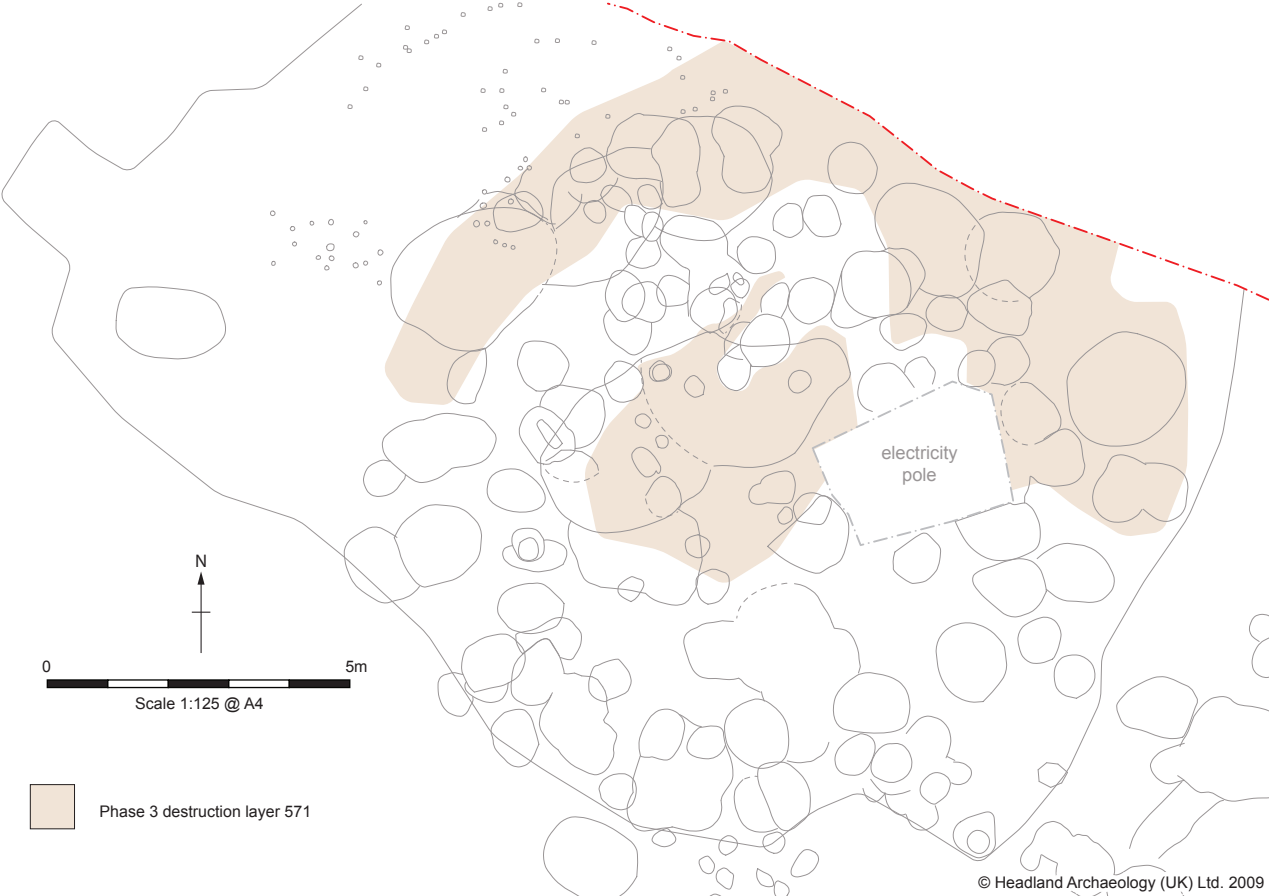 electricity
pole
N
0 5m
Scale 1:125 @ A4
Phase 3 destruction layer 571
© Headland Archaeology (UK) Ltd. 2009